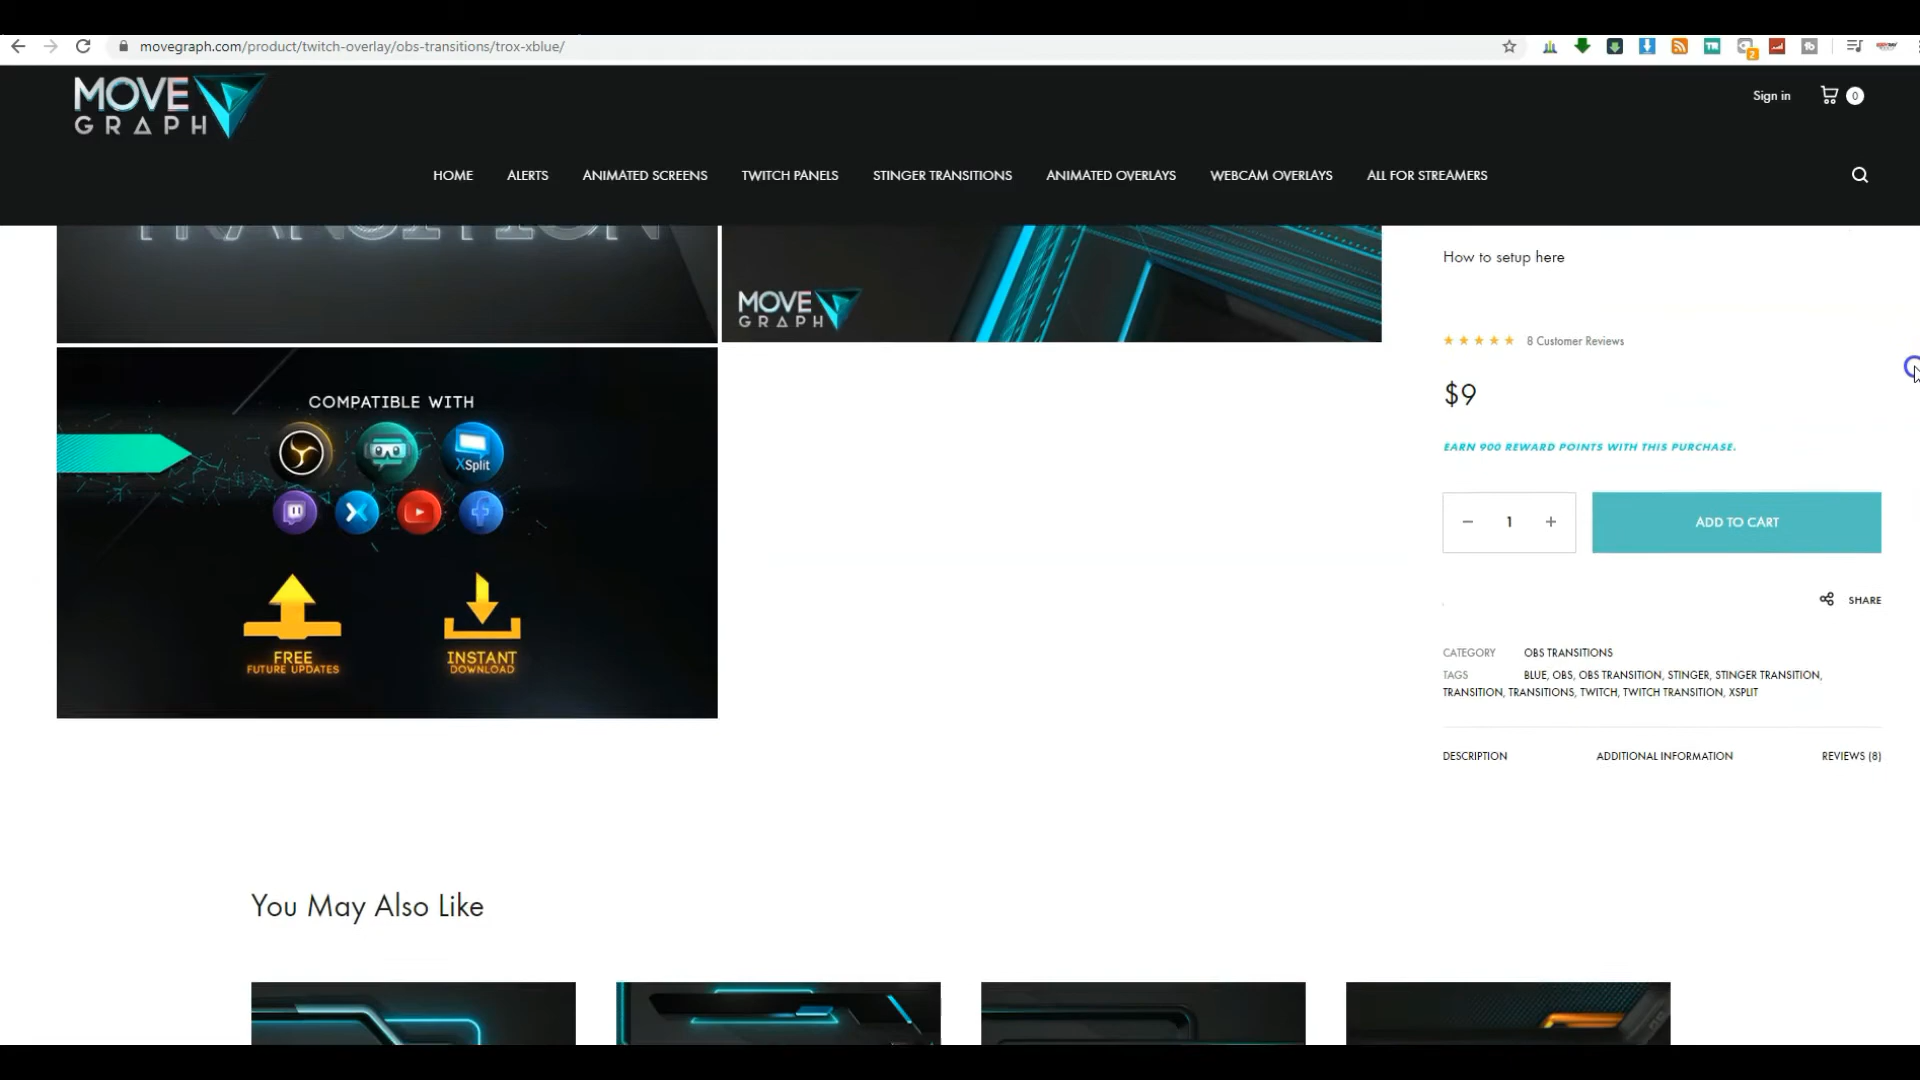 movegraph.com/product/twitch-overlay/obs-transitions/trox-xblue/
MOVE
GRAPH
Sign in
0
HOME ALERTS ANIMATED SCREENS TWITCH PANELS STINGER TRANSITIONS ANIMATED OVERLAYS WEBCAM OVERLAYS ALL FOR STREAMERS
TRANSITION
MOVE
GRAPH
How to setup here
8 Customer Reviews
$9
EARN 900 REWARD POINTS WITH THIS PURCHASE.
COMPATIBLE WITH
XSplit
FREE
FUTURE UPDATES
INSTANT
DOWNLOAD
− 1 +
ADD TO CART
SHARE
CATEGORY OBS TRANSITIONS
TAGS BLUE, OBS, OBS TRANSITION, STINGER, STINGER TRANSITION,
TRANSITION, TRANSITIONS, TWITCH, TWITCH TRANSITION, XSPLIT
DESCRIPTION ADDITIONAL INFORMATION REVIEWS (8)
You May Also Like